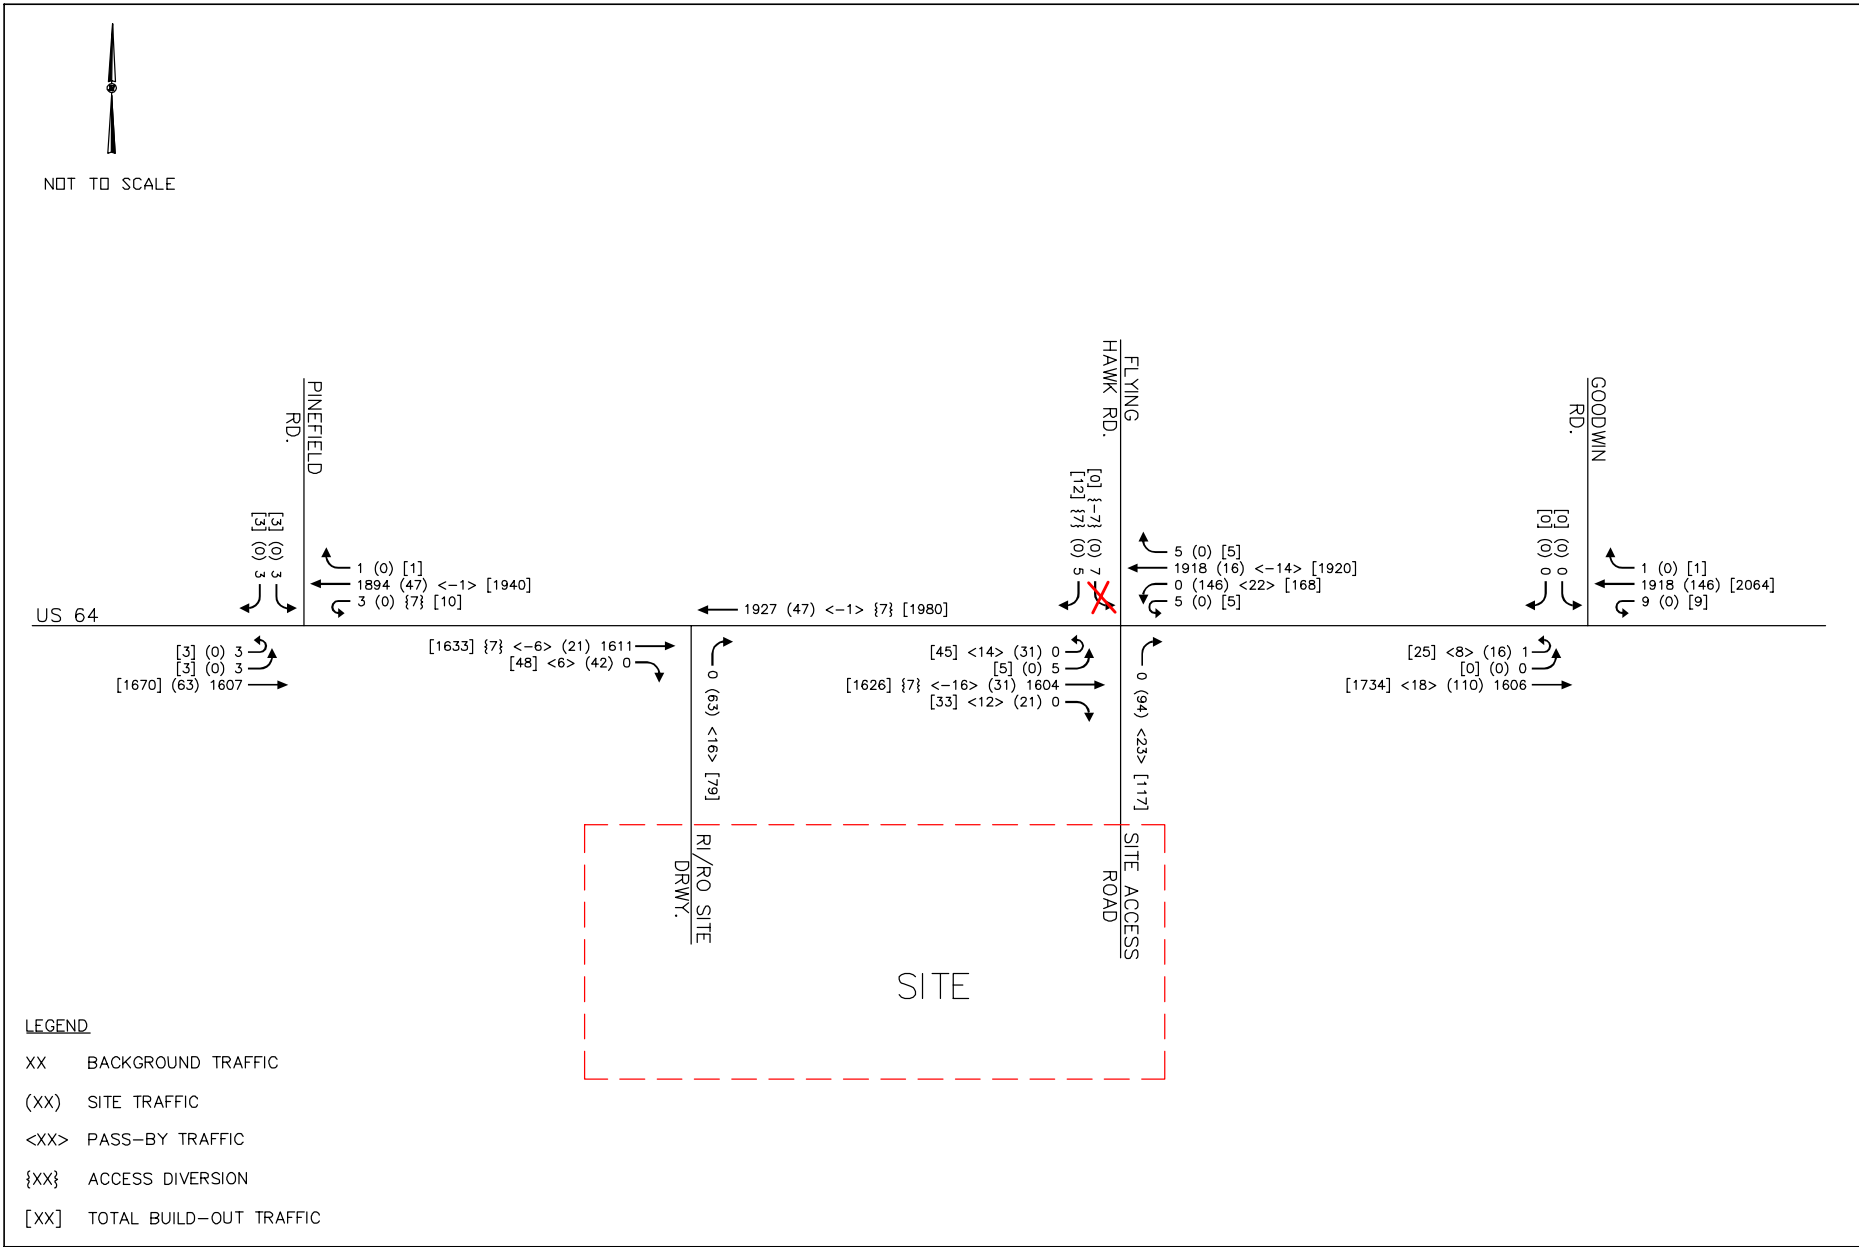 NOT TO SCALE
FLYING
HAWK RD.
PINEFIELD
RD.
GOODWIN
RD.
[3] (0) 3
[3] (0) 3
1 (0) [1]
1894 (47) <-1> [1940]
3 (0) {7} [10]
[0] {-7} (0) 7
[12] {7} (0) 5
5 (0) [5]
1918 (16) <-14> [1920]
0 (146) <22> [168]
5 (0) [5]
[0] (0) 0
[0] (0) 0
1 (0) [1]
1918 (146) [2064]
9 (0) [9]
US 64
1927 (47) <-1> {7} [1980]
[3] (0) 3
[3] (0) 3
[1670] (63) 1607
[1633] {7} <-6> (21) 1611
[48] <6> (42) 0
0 (63) <16> [79]
[45] <14> (31) 0
[5] (0) 5
[1626] {7} <-16> (31) 1604
[33] <12> (21) 0
0 (94) <23> [117]
[25] <8> (16) 1
[0] (0) 0
[1734] <18> (110) 1606
RI/RO SITE
DRWY.
SITE ACCESS
ROAD
SITE
LEGEND
XX BACKGROUND TRAFFIC
(XX) SITE TRAFFIC
<XX> PASS-BY TRAFFIC
{XX} ACCESS DIVERSION
[XX] TOTAL BUILD-OUT TRAFFIC